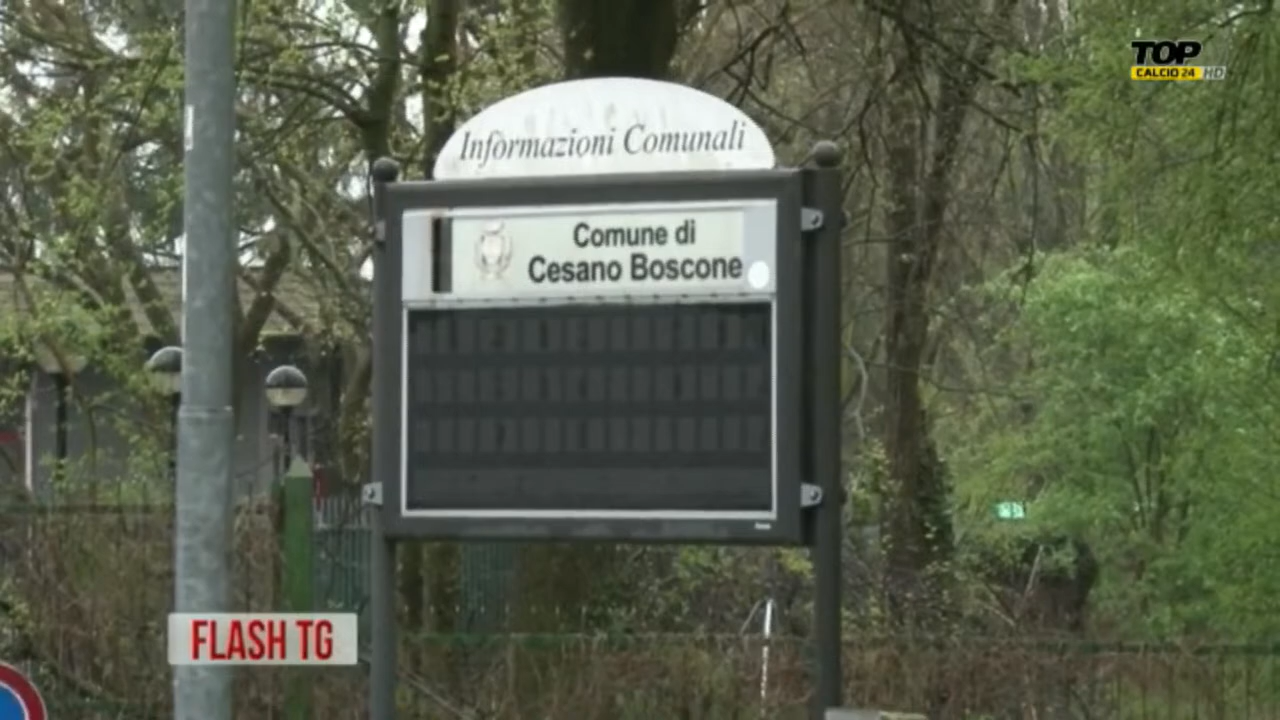 TOP
CALCIO 24 HD
Informazioni Comunali
Comune di
Cesano Boscone
FLASH TG